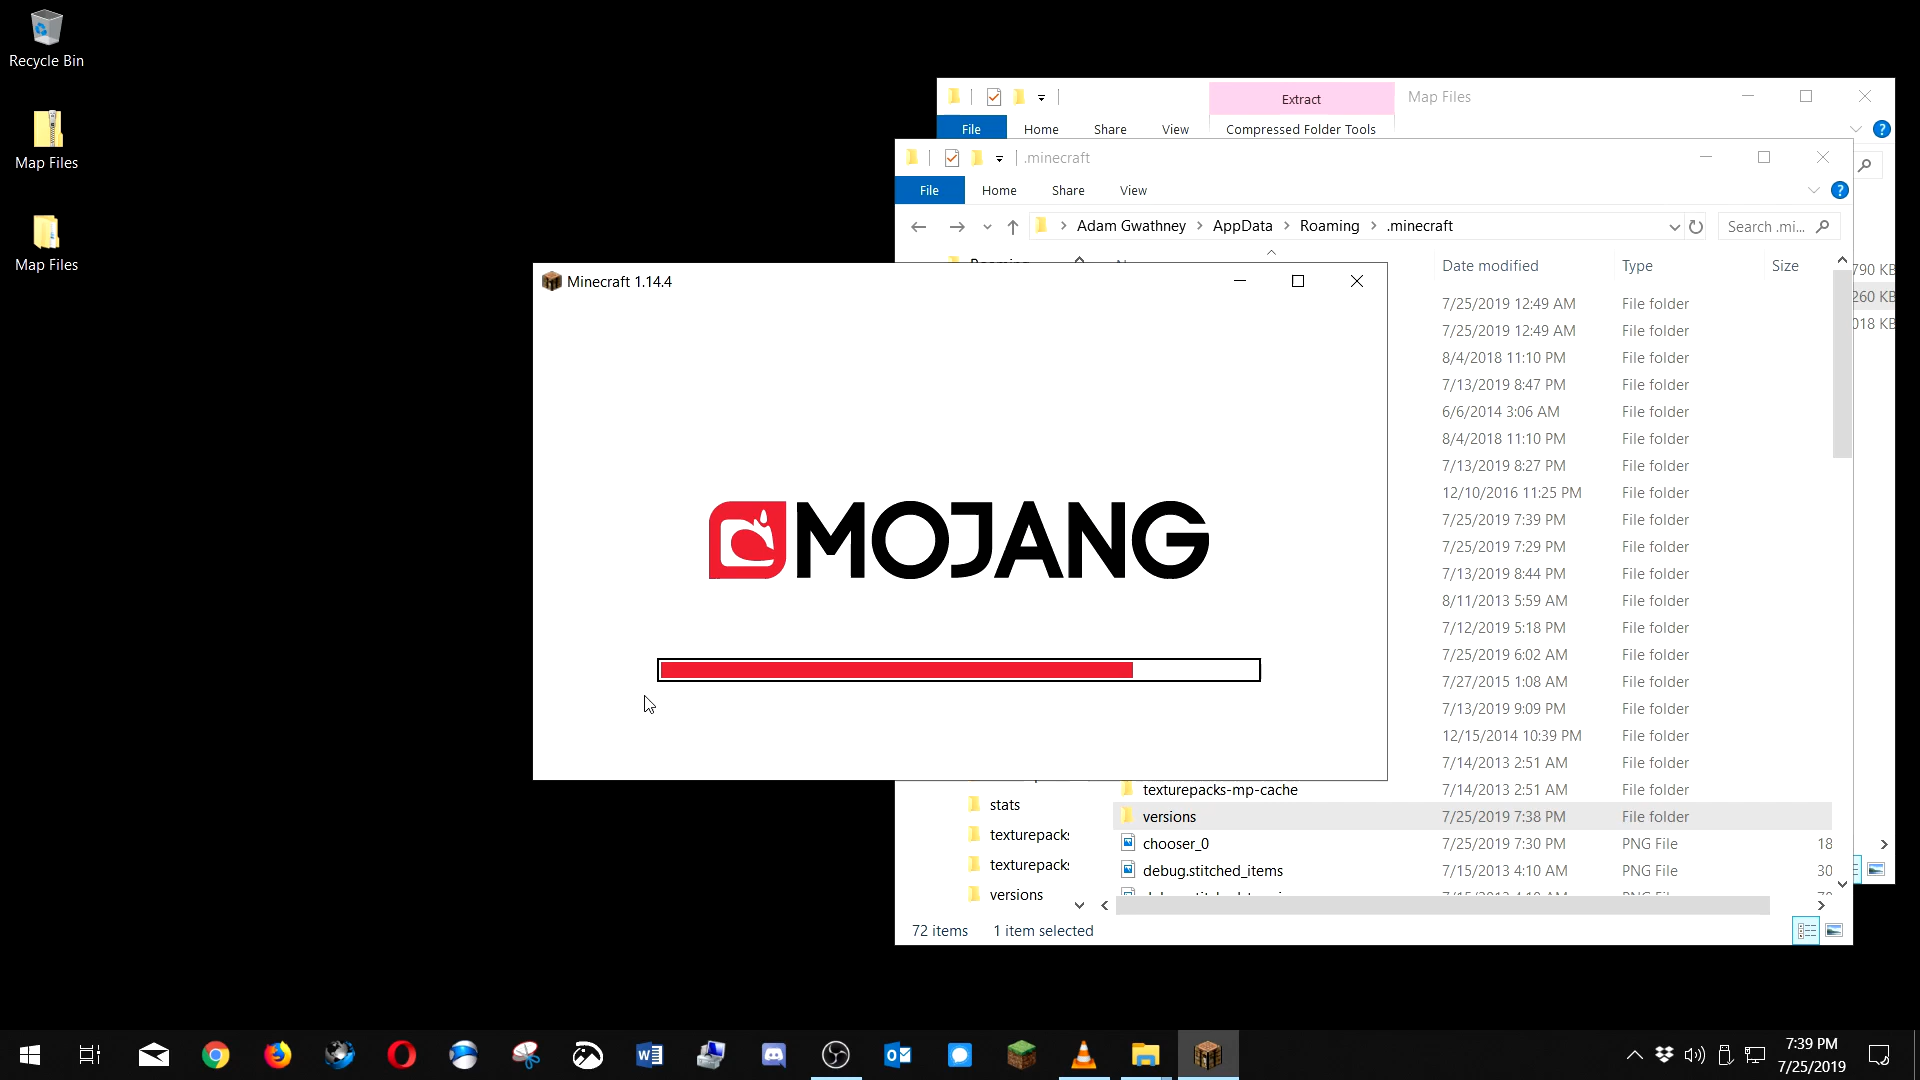 Recycle Bin
Map Files
Map Files
Extract
Map Files
File
Home
Share
View
Compressed Folder Tools
.minecraft
File
Home
Share
View
Adam Gwathney
AppData
Roaming
.minecraft
Search .mi...
Date modified
Type
Size
790 KB
260 KB
018 KB
Minecraft 1.14.4
MOJANG
7/25/2019 12:49 AM File folder
7/25/2019 12:49 AM File folder
8/4/2018 11:10 PM File folder
7/13/2019 8:47 PM File folder
6/6/2014 3:06 AM File folder
8/4/2018 11:10 PM File folder
7/13/2019 8:27 PM File folder
12/10/2016 11:25 PM File folder
7/25/2019 7:39 PM File folder
7/25/2019 7:29 PM File folder
7/13/2019 8:44 PM File folder
8/11/2013 5:59 AM File folder
7/12/2019 5:18 PM File folder
7/25/2019 6:02 AM File folder
7/27/2015 1:08 AM File folder
7/13/2019 9:09 PM File folder
12/15/2014 10:39 PM File folder
7/14/2013 2:51 AM File folder
texturepacks-mp-cache 7/14/2013 2:51 AM File folder
versions 7/25/2019 7:38 PM File folder
chooser_0 7/25/2019 7:30 PM PNG File 18
debug.stitched_items 7/15/2013 4:10 AM PNG File 30
stats
texturepacks
texturepacks
versions
72 items
1 item selected
7:39 PM
7/25/2019